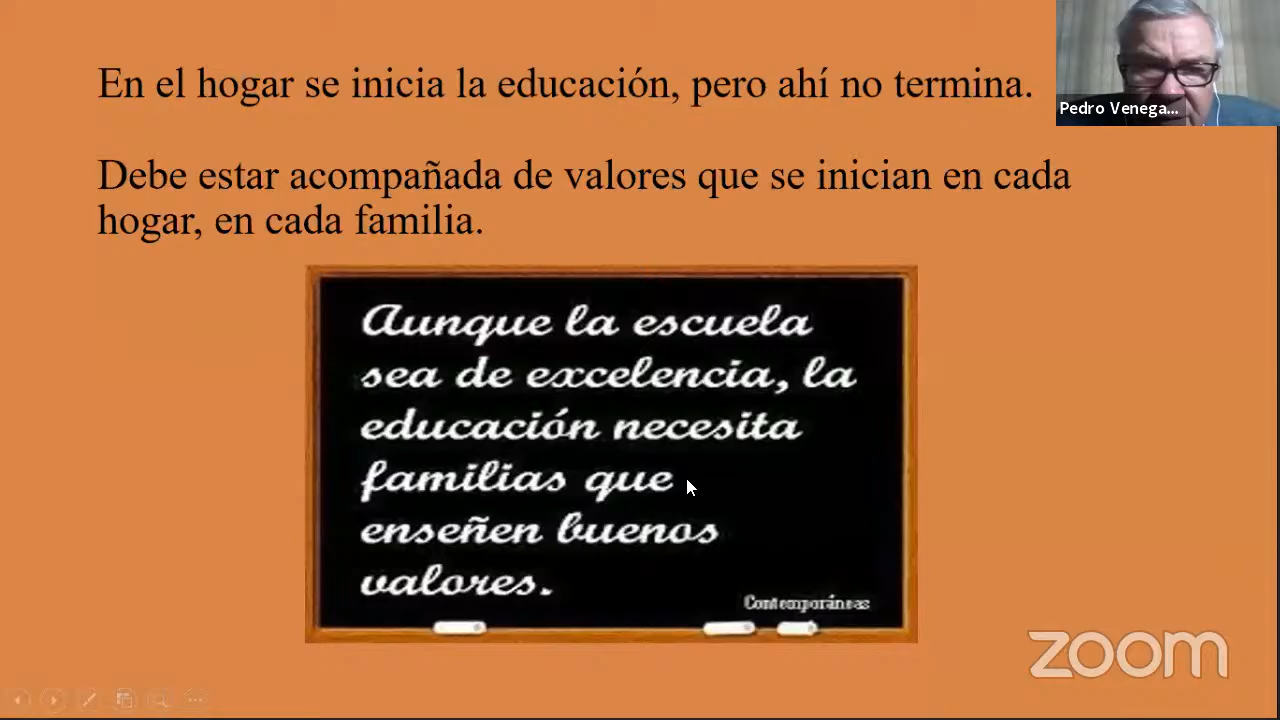 En el hogar se inicia la educación, pero ahí no termina.
Pedro Venega...
Debe estar acompañada de valores que se inician en cada
hogar, en cada familia.
Aunque la escuela
sea de excelencia, la
educación necesita
familias que
enseñen buenos
valores.
Contemporáneas
zoom